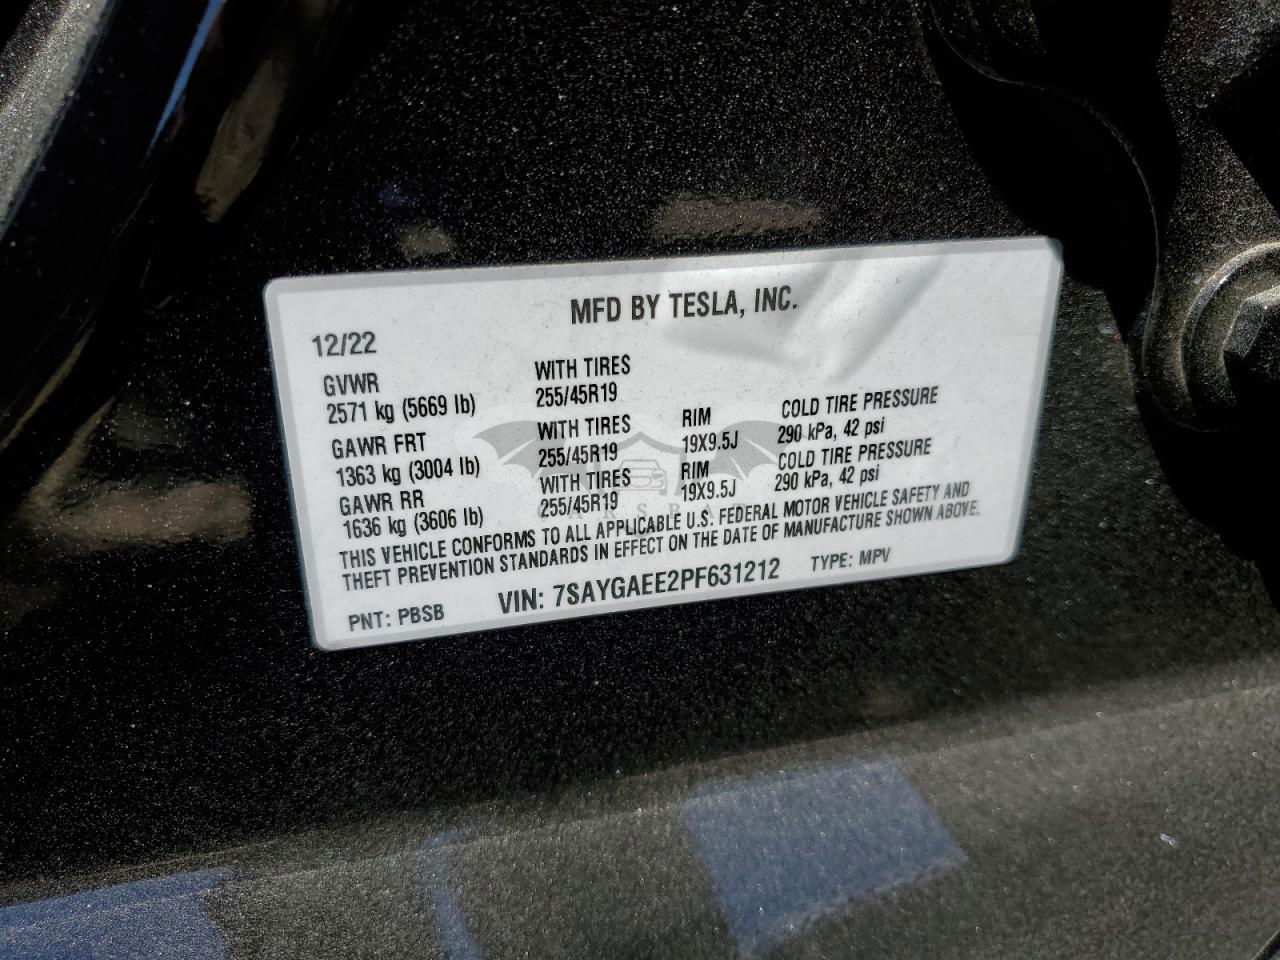 MFD BY TESLA, INC.
12/22
GVWR WITH TIRES
2571 kg (5669 lb) 255/45R19
GAWR FRT WITH TIRES RIM COLD TIRE PRESSURE
1363 kg (3004 lb) 255/45R19 19X9.5J 290 kPa, 42 psi
GAWR RR WITH TIRES RIM COLD TIRE PRESSURE
1636 kg (3606 lb) 255/45R19 19X9.5J 290 kPa, 42 psi
THIS VEHICLE CONFORMS TO ALL APPLICABLE U.S. FEDERAL MOTOR VEHICLE SAFETY AND
THEFT PREVENTION STANDARDS IN EFFECT ON THE DATE OF MANUFACTURE SHOWN ABOVE.
PNT: PBSB VIN: 7SAYGAEE2PF631212 TYPE: MPV